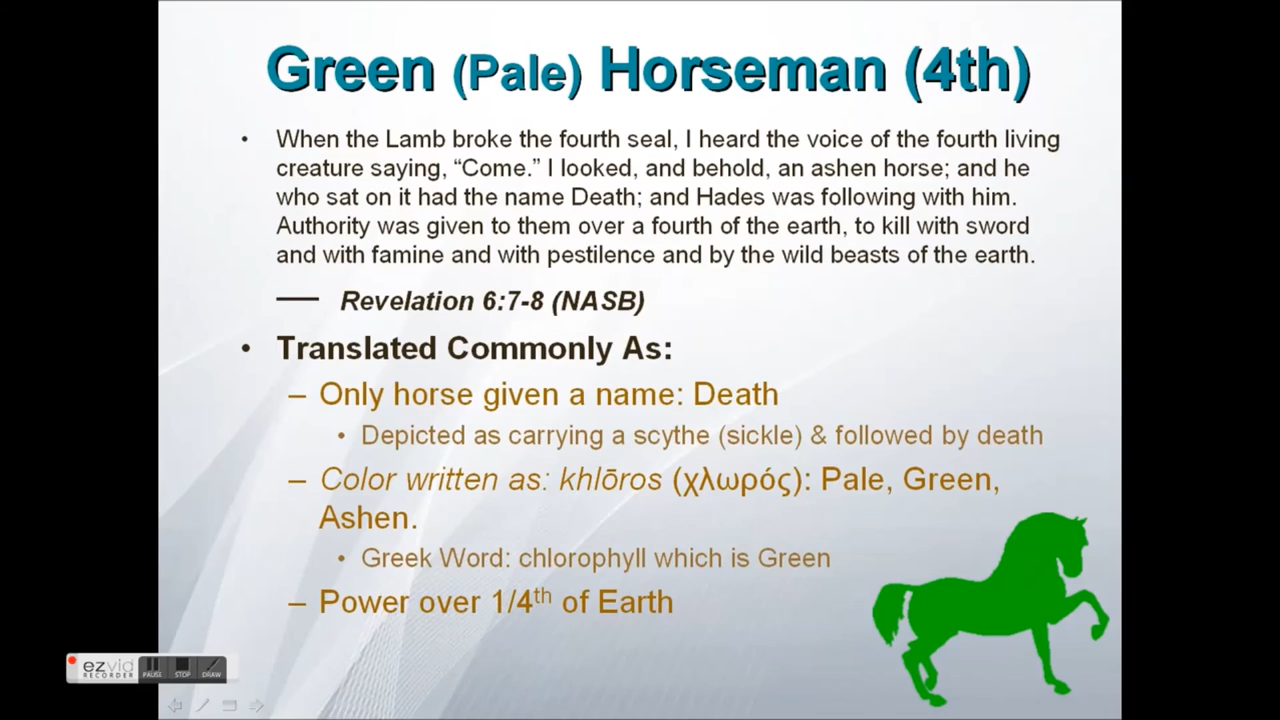 Green (Pale) Horseman (4th)
• When the Lamb broke the fourth seal, I heard the voice of the fourth living
creature saying, “Come.” I looked, and behold, an ashen horse; and he
who sat on it had the name Death; and Hades was following with him.
Authority was given to them over a fourth of the earth, to kill with sword
and with famine and with pestilence and by the wild beasts of the earth.
— Revelation 6:7-8 (NASB)
• Translated Commonly As:
– Only horse given a name: Death
• Depicted as carrying a scythe (sickle) & followed by death
– Color written as: khlōros (χλωρός): Pale, Green,
Ashen.
• Greek Word: chlorophyll which is Green
– Power over 1/4th of Earth
ezvid
RECORDER
PAUSE STOP DRAW